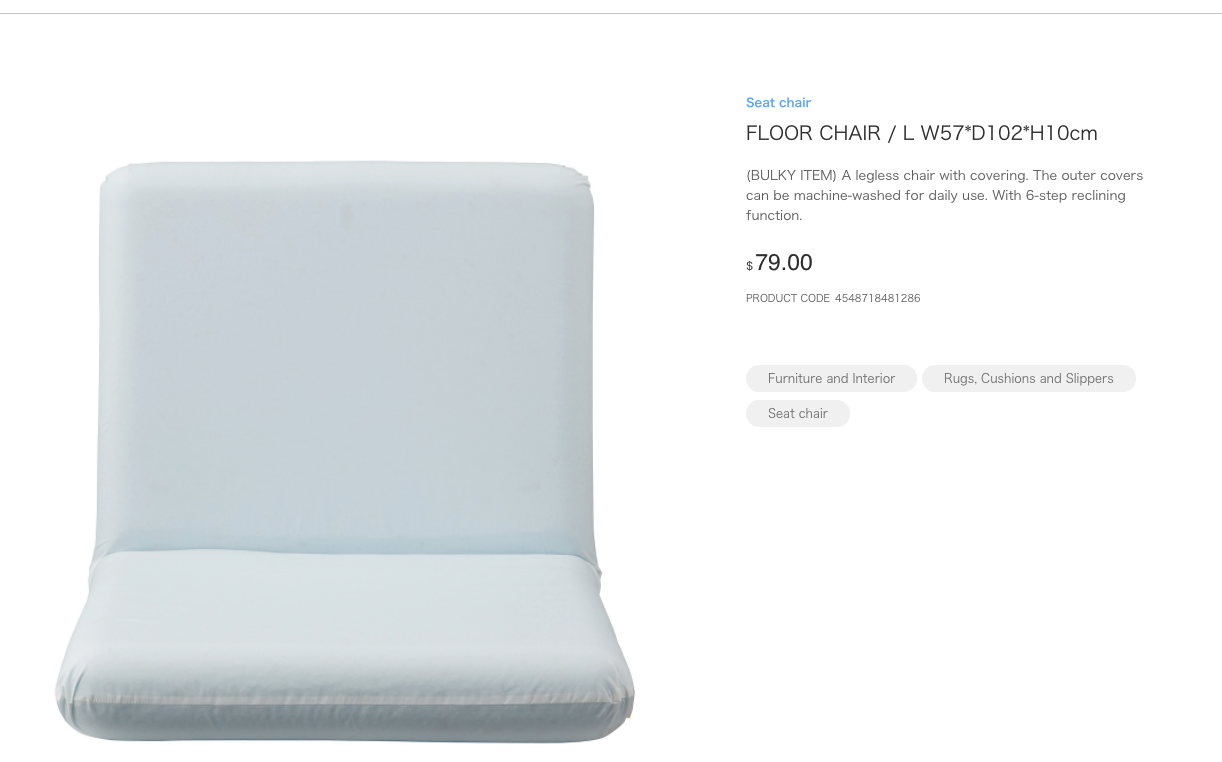 Seat chair
FLOOR CHAIR / L W57*D102*H10cm
(BULKY ITEM) A legless chair with covering. The outer covers
can be machine-washed for daily use. With 6-step reclining
function.
$79.00
PRODUCT CODE 4548718481286
Furniture and Interior
Rugs, Cushions and Slippers
Seat chair